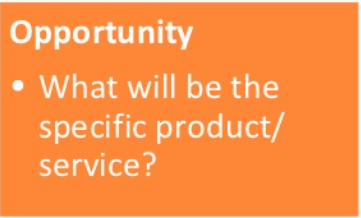 Opportunity
• What will be the
specific product/
service?